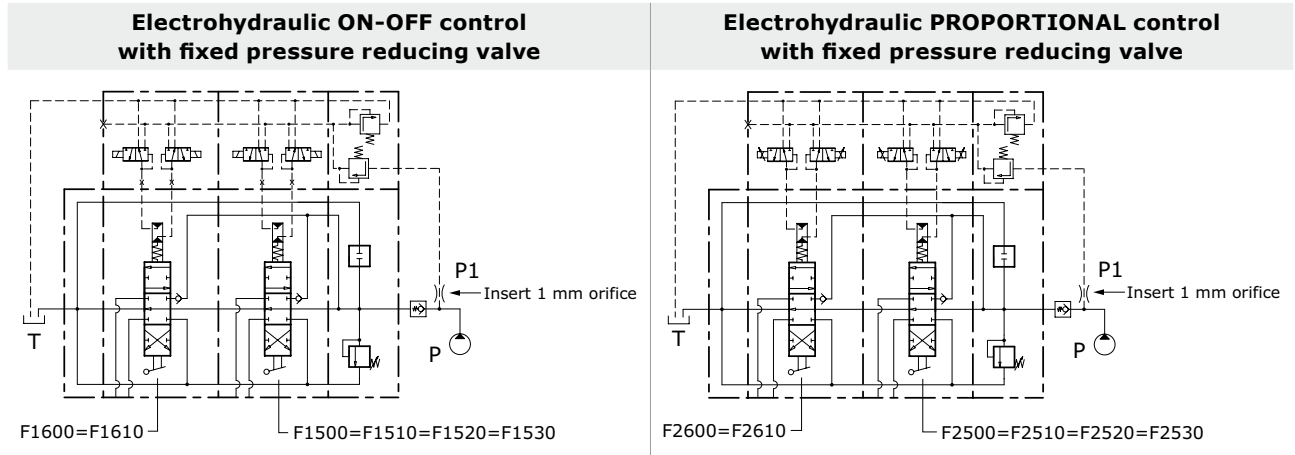 Electrohydraulic ON-OFF control
with fixed pressure reducing valve
P1
Insert 1 mm orifice
T
P
F1600=F1610
F1500=F1510=F1520=F1530
Electrohydraulic PROPORTIONAL control
with fixed pressure reducing valve
P1
Insert 1 mm orifice
T
P
F2600=F2610
F2500=F2510=F2520=F2530